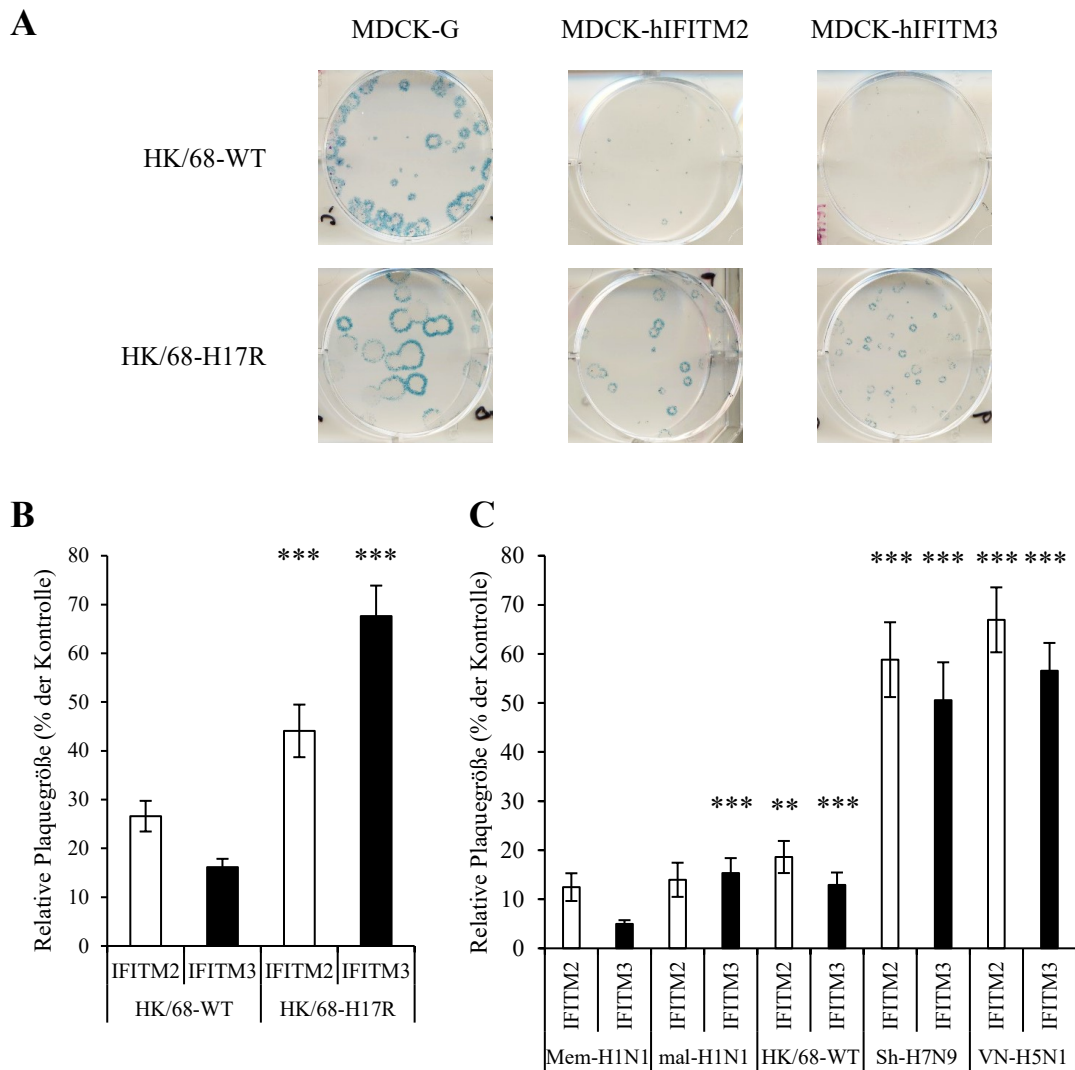 A
MDCK-G MDCK-hIFITM2 MDCK-hIFITM3
HK/68-WT
HK/68-H17R
B
Relative Plaquegröße (% der Kontrolle)
80
70
60
50
40
30
20
10
0
*** ***
IFITM2 IFITM3 IFITM2 IFITM3
HK/68-WT HK/68-H17R
C
Relative Plaquegröße (% der Kontrolle)
80
70
60
50
40
30
20
10
0
*** ** *** *** *** *** ***
IFITM2 IFITM3 IFITM2 IFITM3 IFITM2 IFITM3 IFITM2 IFITM3 IFITM2 IFITM3
Mem-H1N1 mal-H1N1 HK/68-WT Sh-H7N9 VN-H5N1